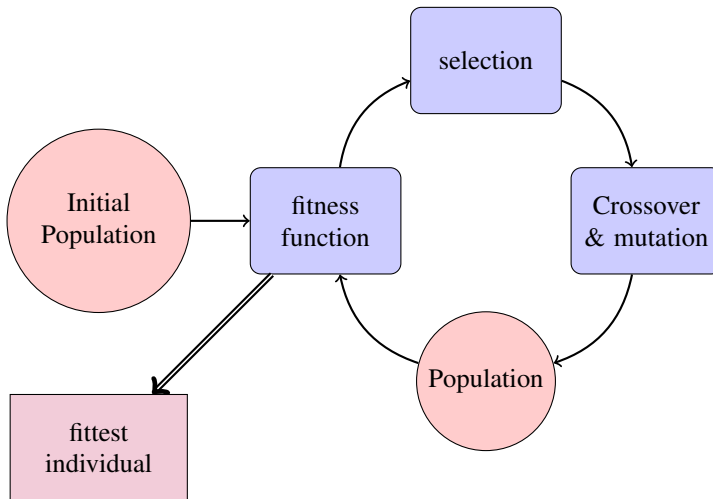 selection
Initial
Population
fitness
function
Crossover
& mutation
Population
fittest
individual